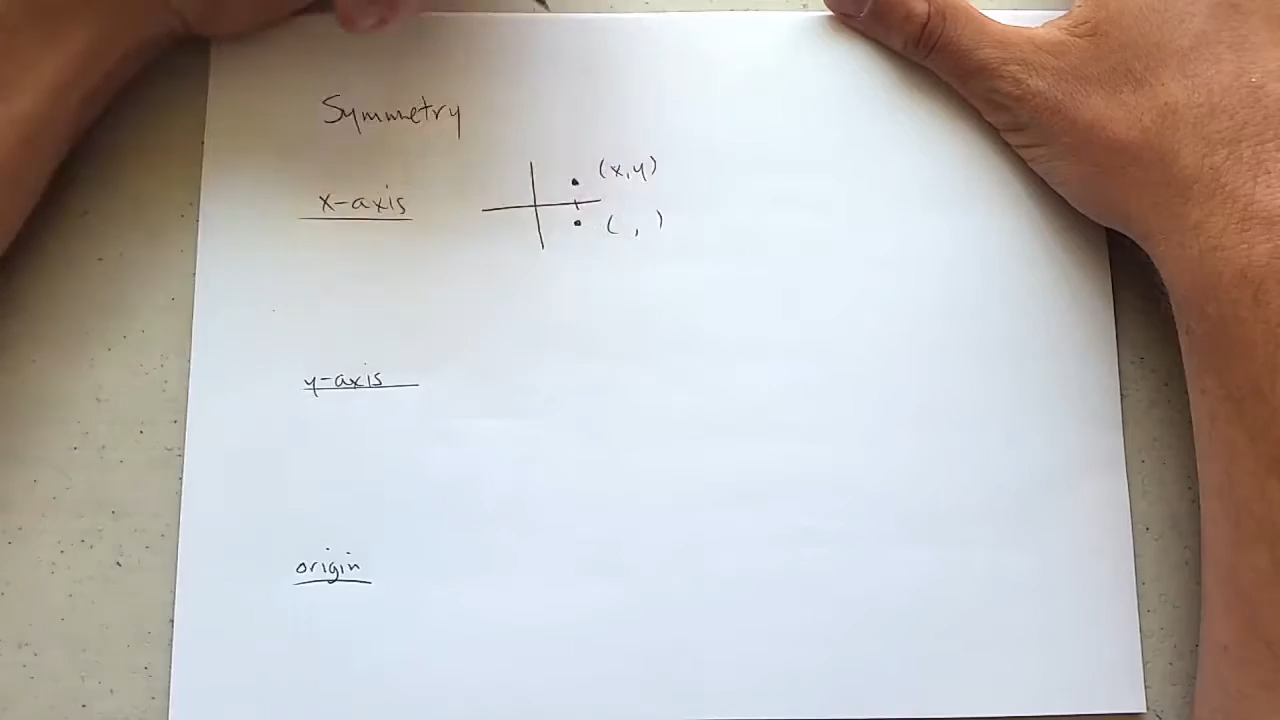 Symmetry
(x,y)
x-axis
( , )
y-axis
origin